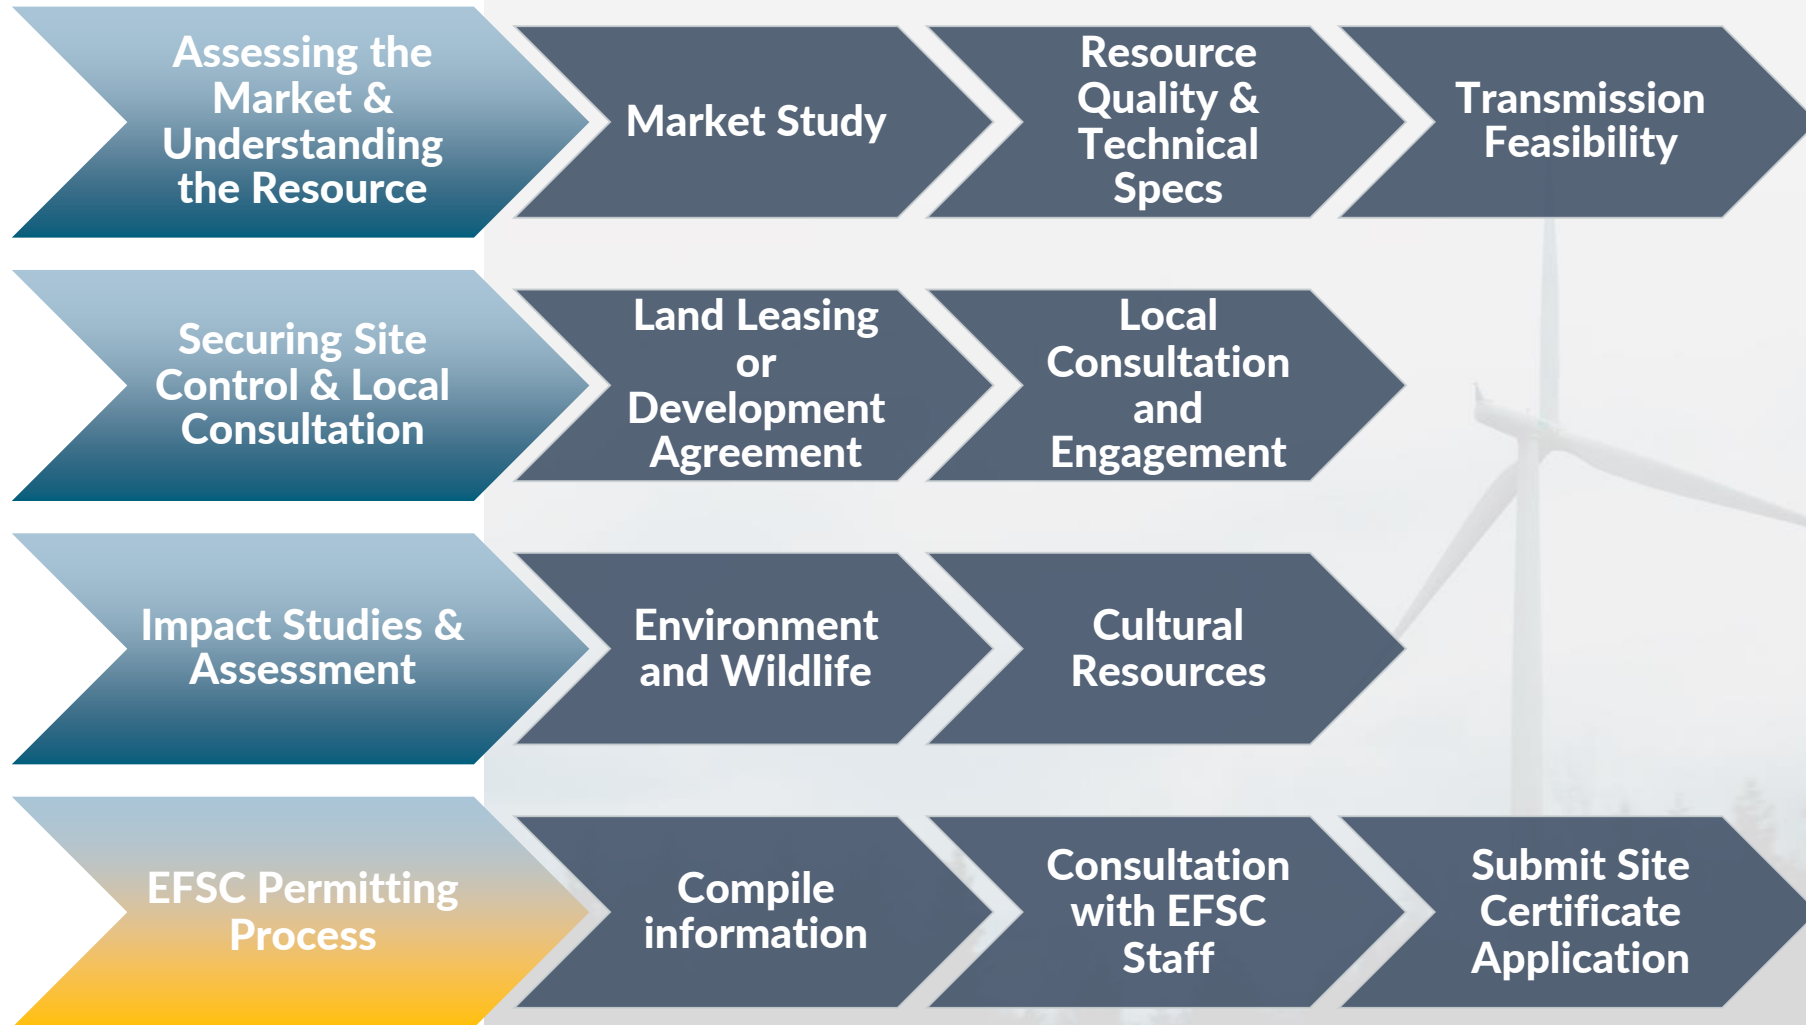 Assessing the
Market &
Understanding
the Resource
Market Study
Resource
Quality &
Technical
Specs
Transmission
Feasibility
Securing Site
Control & Local
Consultation
Land Leasing
or
Development
Agreement
Local
Consultation
and
Engagement
Impact Studies &
Assessment
Environment
and Wildlife
Cultural
Resources
EFSC Permitting
Process
Compile
information
Consultation
with EFSC
Staff
Submit Site
Certificate
Application